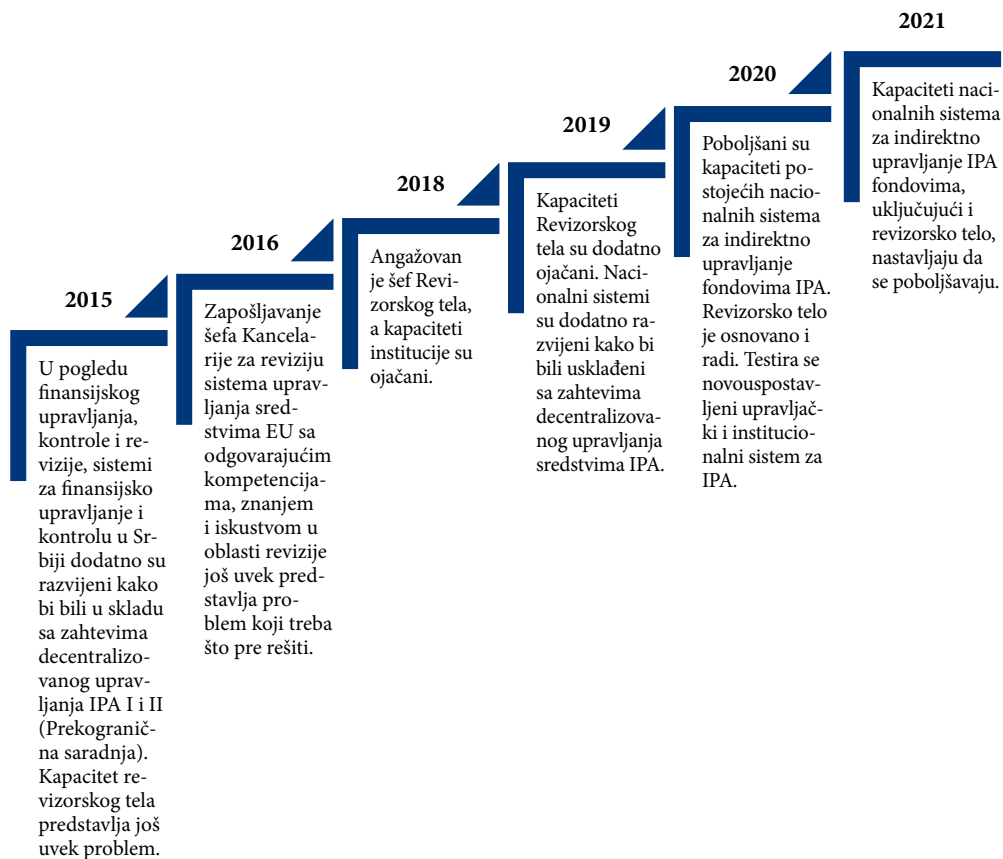 2015
U pogledu
finansijskog
upravljanja,
kontrole i re-
vizije, sistemi
za finansijsko
upravljanje i
kontrolu u Sr-
biji dodatno su
razvijeni kako
bi bili u skladu
sa zahtevima
decentralizo-
vanog uprav-
ljanja IPA I i II
(Prekogranič-
na saradnja).
Kapacitet re-
vizorskog tela
predstavlja još
uvek problem.
2016
Zapošljavanje
šefa Kancela-
rije za reviziju
sistema uprav-
ljanja sred-
stvima EU sa
odgovarajućim
kompetencija-
ma, znanjem
i iskustvom u
oblasti revizije
još uvek pred-
stavlja pro-
blem koji treba
što pre rešiti.
2018
Angažovan
je šef Revi-
zorskog tela,
a kapaciteti
institucije su
ojačani.
2019
Kapaciteti
Revizorskog
tela su dodatno
ojačani. Naci-
onalni sistemi
su dodatno ra-
zvijeni kako bi
bili usklađeni
sa zahtevima
decentralizova-
nog upravljanja
sredstvima IPA.
2020
Poboljšani su
kapaciteti po-
stojećih nacio-
nalnih sistema
za indirektno
upravljanje
fondovima IPA.
Revizorsko telo
je osnovano i
radi. Testira se
novouspostav-
ljeni upravljač-
ki i institucio-
nalni sistem za
IPA.
2021
Kapaciteti naci-
onalnih sistema
za indirektno
upravljanje IPA
fondovima,
uključujući i
revizorsko telo,
nastavljaju da
se poboljšavaju.